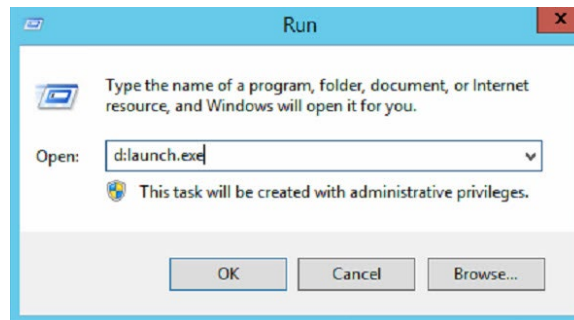 Run
x
Type the name of a program, folder, document, or Internet
resource, and Windows will open it for you.
Open:
d:launch.exe
This task will be created with administrative privileges.
OK
Cancel
Browse...